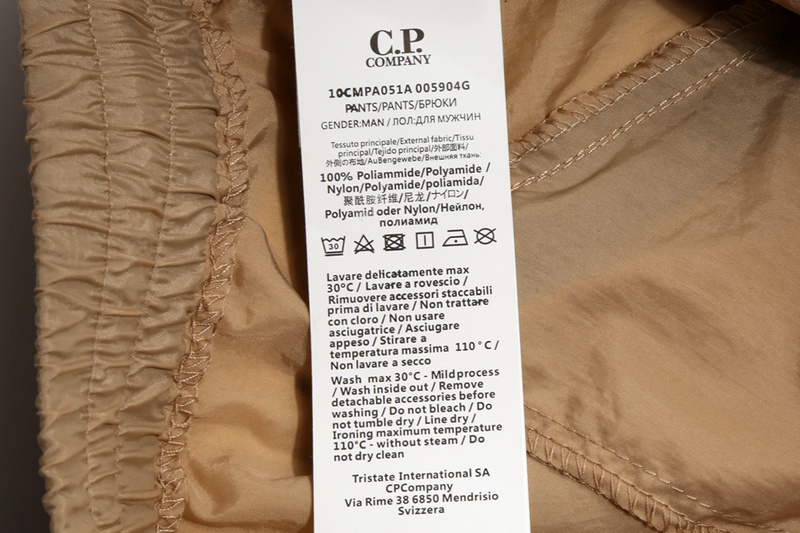 C.P.
COMPANY
10CMPA051A 005904G
PANTS/PANTS/БРЮКИ
GENDER:MAN / ПОЛ:ДЛЯ МУЖЧИН
Tessuto principale/External fabric/Tissu
principal/Tejido principal/外部面料/
外側の布地/AuBengewebe/Внешняя ткань:
100% Poliammide/Polyamide /
Nylon/Polyamide/poliamida/
聚酰胺纤维/尼龙/ナイロン/
Polyamid oder Nylon/Нейлон,
полиамид
30
Lavare delicatamente max
30°C / Lavare a rovescio /
Rimuovere accessori staccabili
prima di lavare / Non trattare
con cloro / Non usare
asciugatrice / Asciugare
appeso / Stirare a
temperatura massima 110°C /
Non lavare a secco
Wash max 30°C - Mild process
/ Wash inside out / Remove
detachable accessories before
washing / Do not bleach / Do
not tumble dry / Line dry /
Ironing maximum temperature
110°C - without steam / Do
not dry clean
Tristate International SA
CPCompany
Via Rime 38 6850 Mendrisio
Svizzera